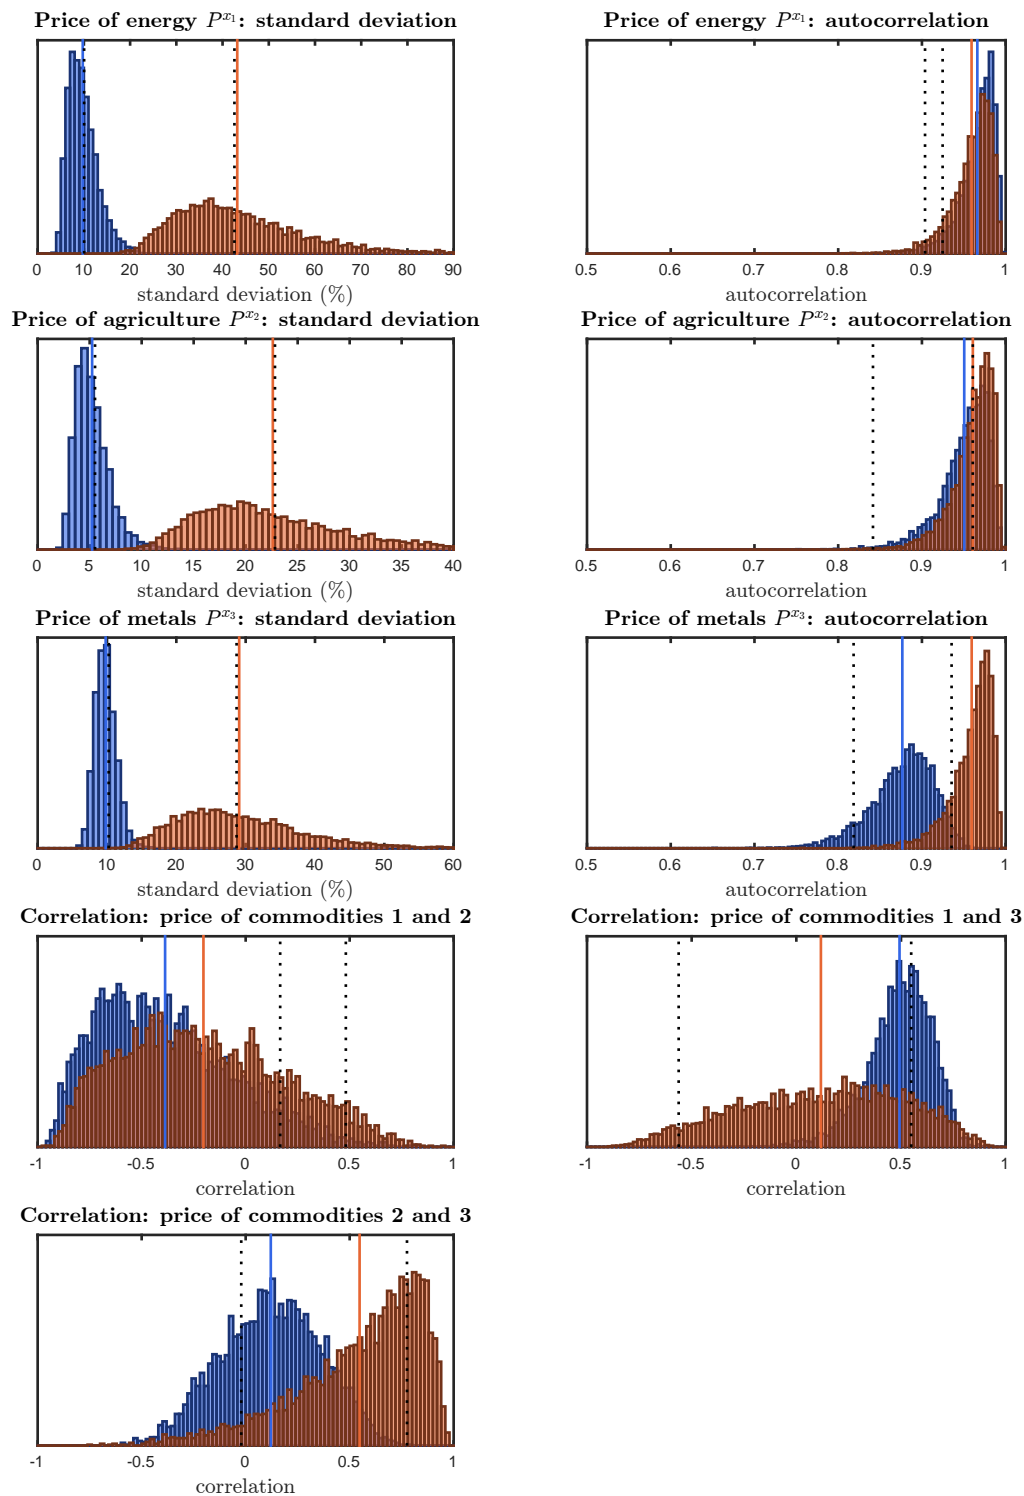 Price of energy P^{x_1}: standard deviation
0 10 20 30 40 50 60 70 80 90
standard deviation (%)
Price of energy P^{x_1}: autocorrelation
0.5 0.6 0.7 0.8 0.9 1
autocorrelation
Price of agriculture P^{x_2}: standard deviation
0 5 10 15 20 25 30 35 40
standard deviation (%)
Price of agriculture P^{x_2}: autocorrelation
0.5 0.6 0.7 0.8 0.9 1
autocorrelation
Price of metals P^{x_3}: standard deviation
0 10 20 30 40 50 60
standard deviation (%)
Price of metals P^{x_3}: autocorrelation
0.5 0.6 0.7 0.8 0.9 1
autocorrelation
Correlation: price of commodities 1 and 2
-1 -0.5 0 0.5 1
correlation
Correlation: price of commodities 1 and 3
-1 -0.5 0 0.5 1
correlation
Correlation: price of commodities 2 and 3
-1 -0.5 0 0.5 1
correlation